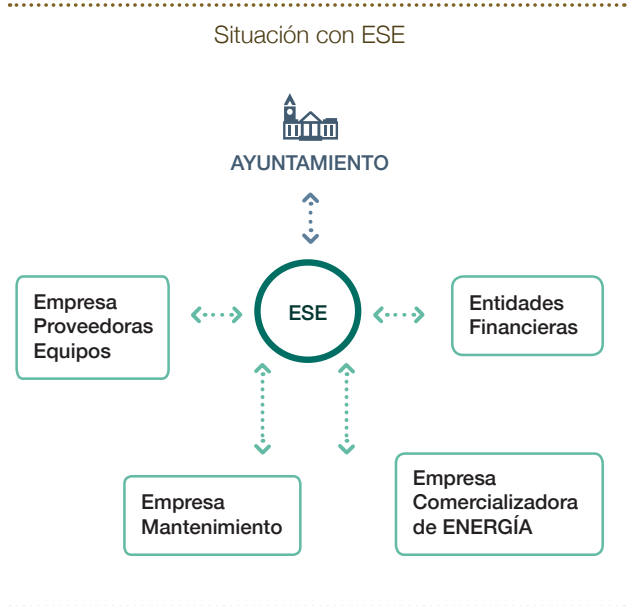 Situación con ESE
AYUNTAMIENTO
Empresa
Proveedoras
Equipos
ESE
Entidades
Financieras
Empresa
Mantenimiento
Empresa
Comercializadora
de ENERGÍA